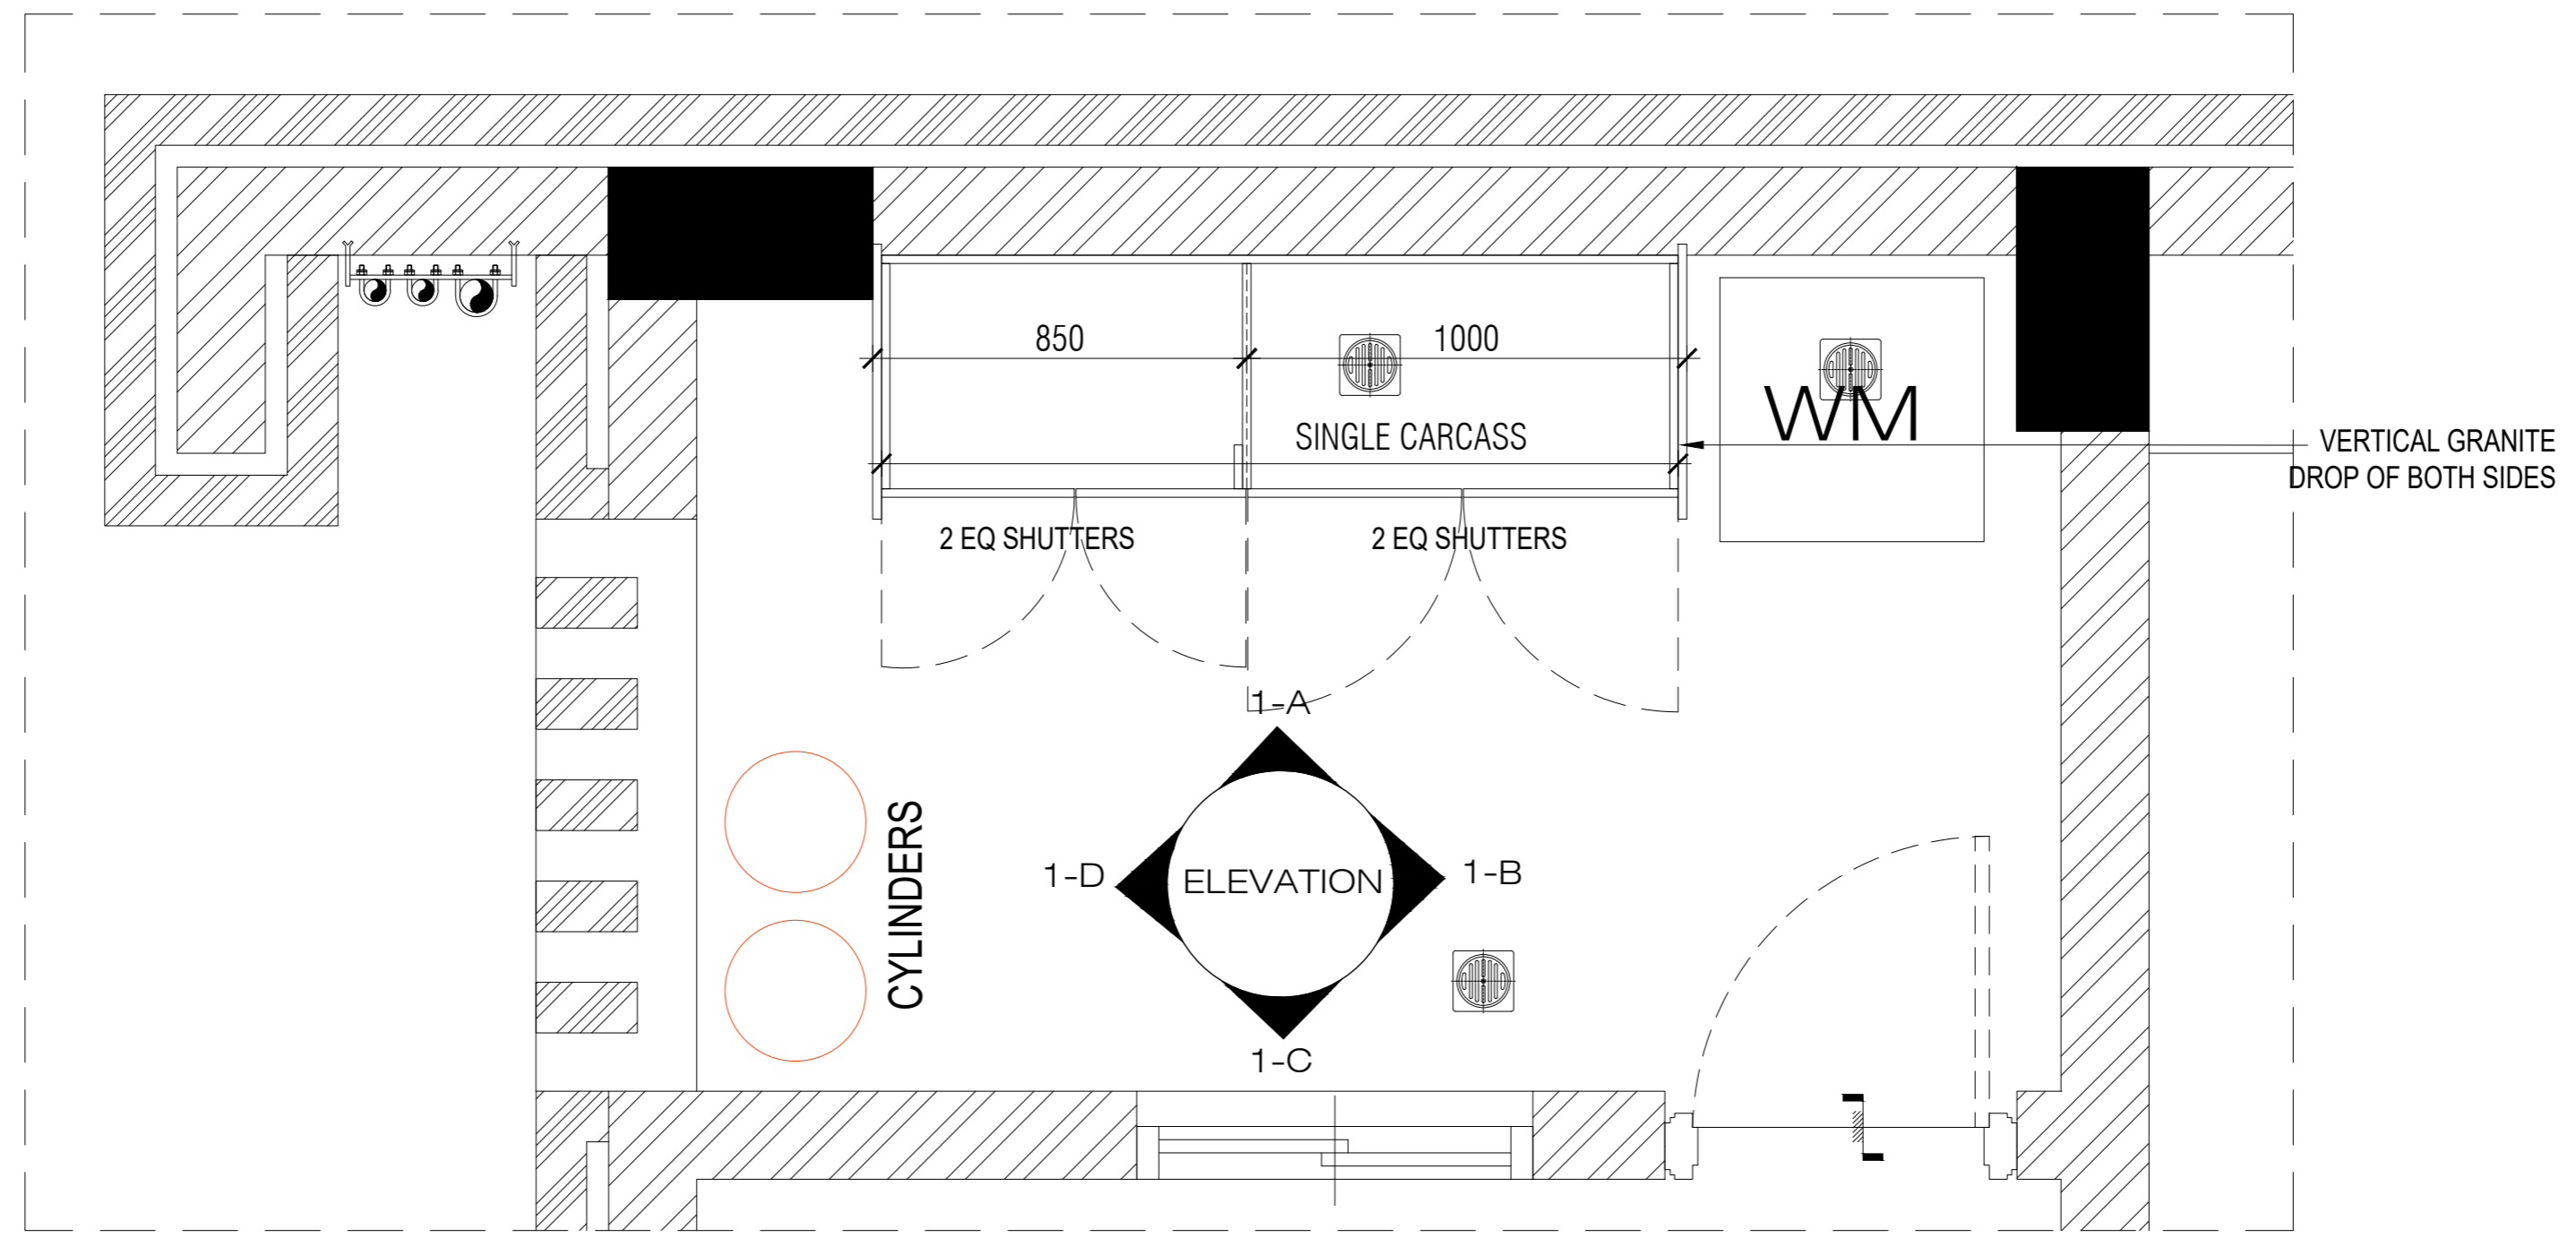 850
1000
SINGLE CARCASS
WM
VERTICAL GRANITE
DROP OF BOTH SIDES
2 EQ SHUTTERS
2 EQ SHUTTERS
1-A
1-D
ELEVATION
1-B
CYLINDERS
1-C